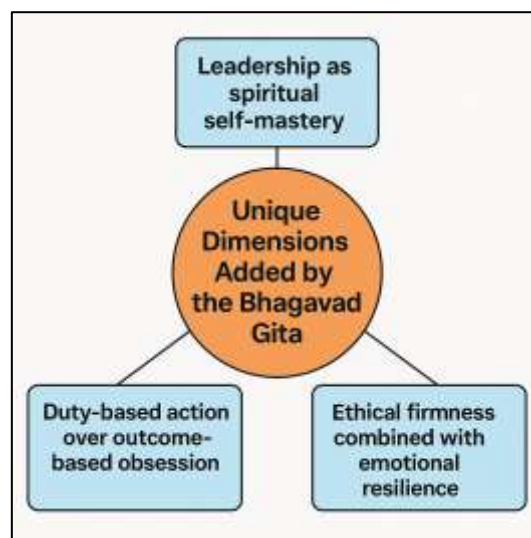 Leadership as
spiritual
self-mastery
Unique
Dimensions
Added by
the Bhagavad
Gita
Duty-based action
over outcome-
based obsession
Ethical firmness
combined with
emotional
resilience